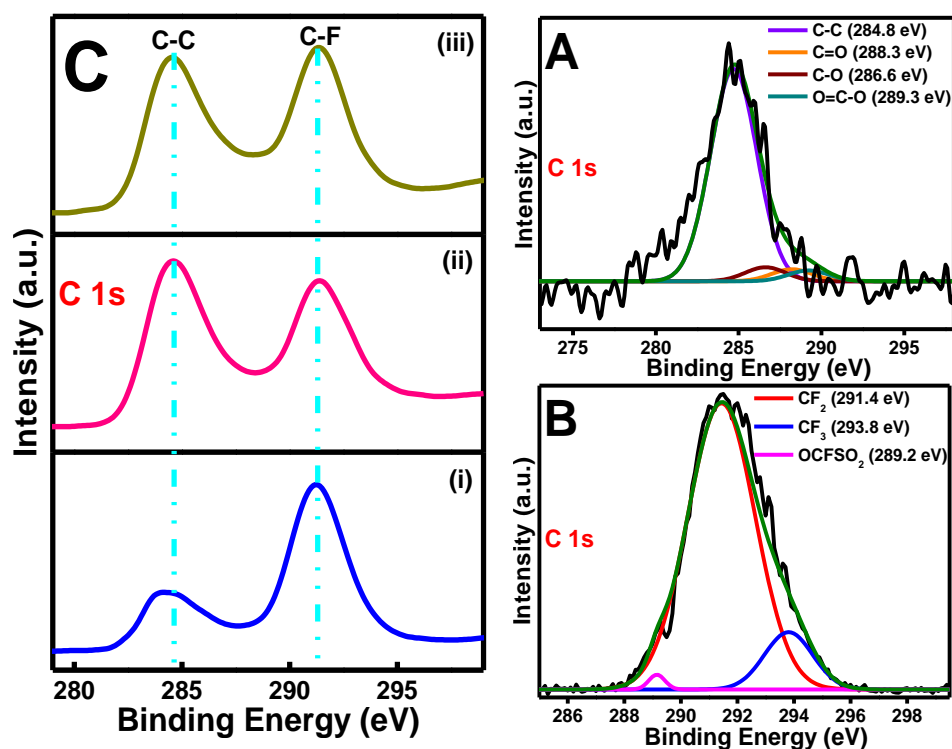 C
C-C
C-F
(iii)
(ii)
C 1s
(i)
Intensity (a.u.)
280
285
290
295
Binding Energy (eV)
A
C-C (284.8 eV)
C=O (288.3 eV)
C-O (286.6 eV)
O=C-O (289.3 eV)
C 1s
Intensity (a.u.)
275
280
285
290
295
Binding Energy (eV)
B
CF₂ (291.4 eV)
CF₃ (293.8 eV)
OCFSO₂ (289.2 eV)
C 1s
Intensity (a.u.)
286
288
290
292
294
296
298
Binding Energy (eV)